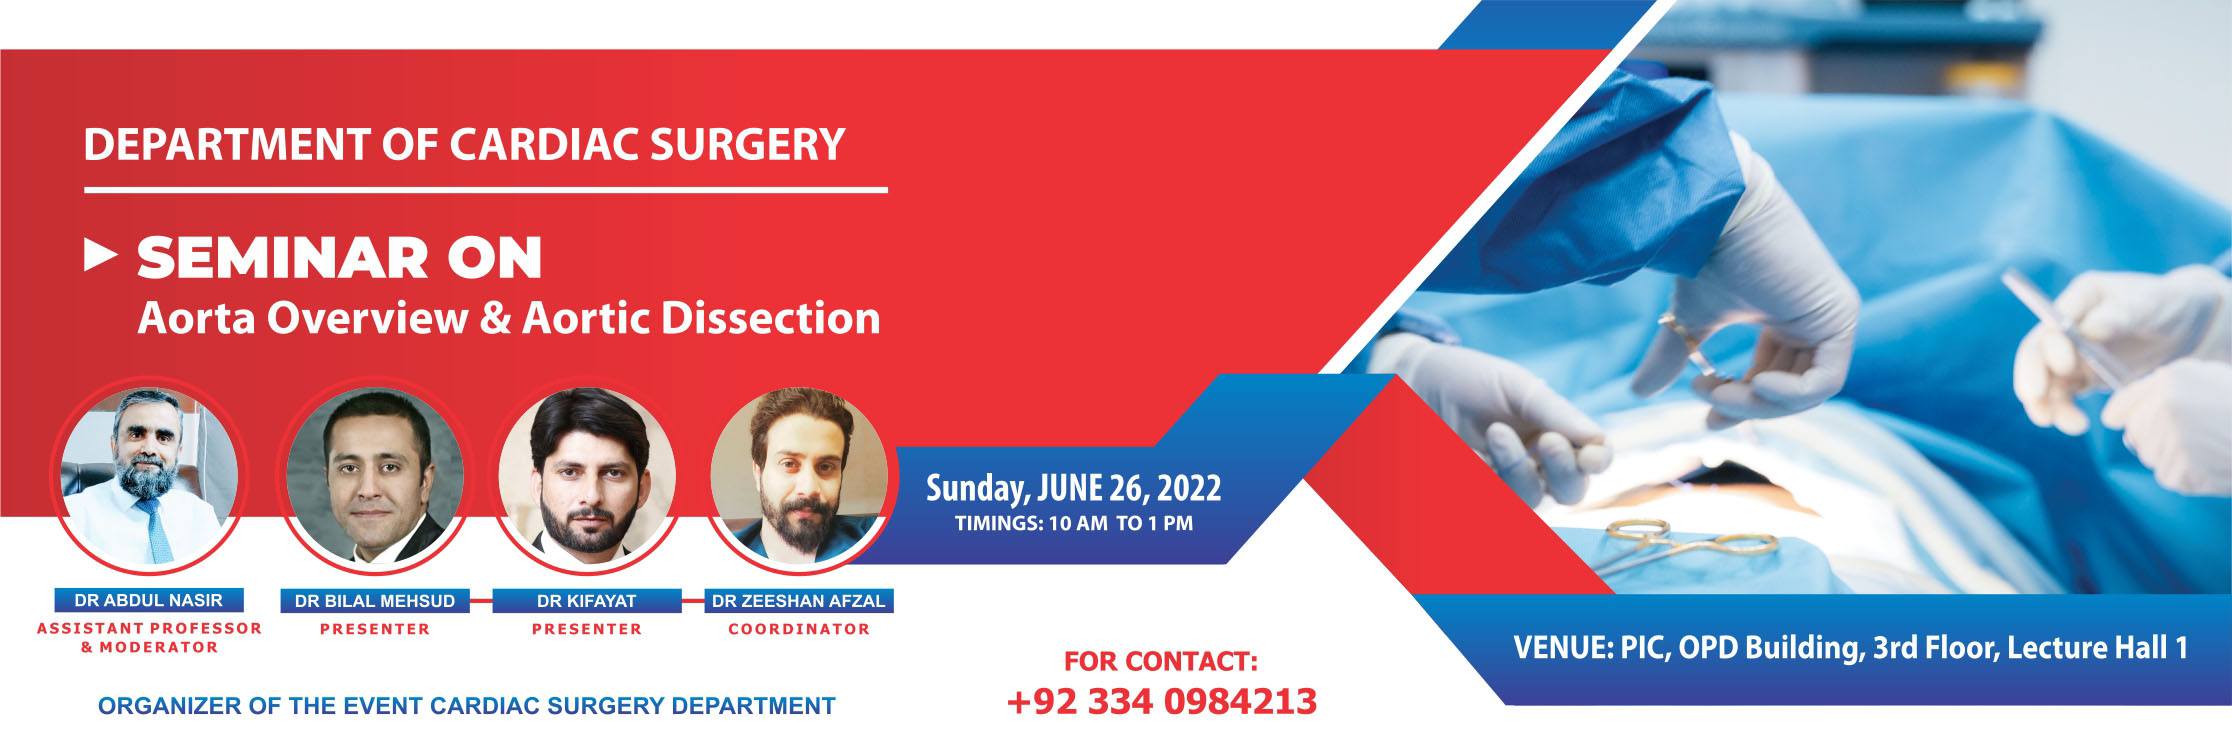 DEPARTMENT OF CARDIAC SURGERY
SEMINAR ON
Aorta Overview & Aortic Dissection
Sunday, JUNE 26, 2022
TIMINGS: 10 AM TO 1 PM
DR ABDUL NASIR
ASSISTANT PROFESSOR
& MODERATOR
DR BILAL MEHSUD
PRESENTER
DR KIFAYAT
PRESENTER
DR ZEESHAN AFZAL
COORDINATOR
ORGANIZER OF THE EVENT CARDIAC SURGERY DEPARTMENT
FOR CONTACT:
+92 334 0984213
VENUE: PIC, OPD Building, 3rd Floor, Lecture Hall 1